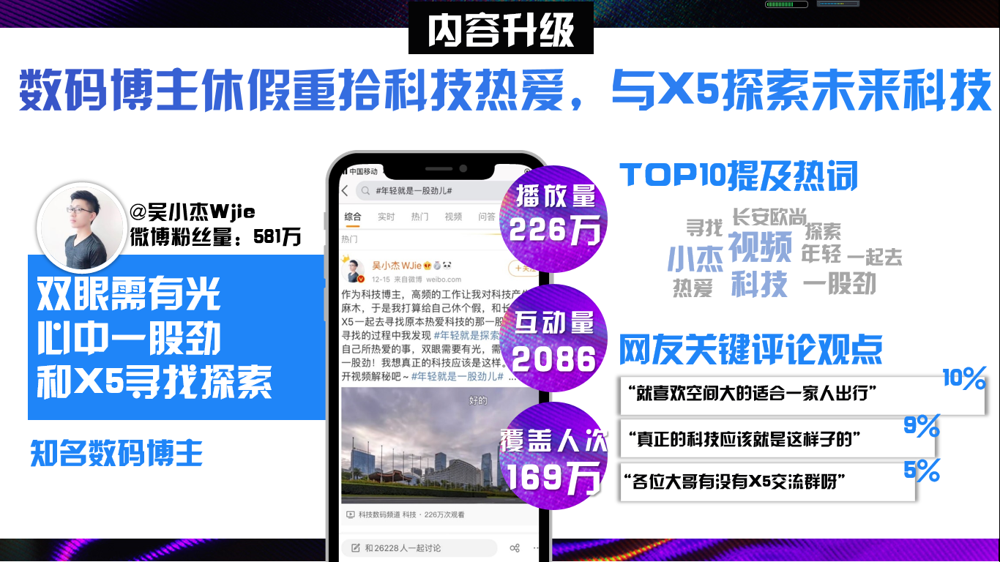 内容升级
数码博主休假重拾科技热爱，与X5探索未来科技
@吴小杰Wjie
微博粉丝量：581万
双眼需有光
心中一股劲
和X5寻找探索
知名数码博主
中国移动
#年轻就是一股劲儿#
综合 实时 热门 视频 问答
热门
吴小杰WJie
12-15 来自微博 weibo.com
+关注
作为科技博主，高频的工作让我对科技产生
麻木，于是我打算给自己休个假，和长
X5一起去寻找原本热爱科技的那一股
寻找的过程中我发现 #年轻就是探索
自己所热爱的事，双眼需要有光，需
一股劲！我想真正的科技应该是这样。
开视频解秘吧～#年轻就是一股劲儿# ...
好的
科技数码频道 科技 · 226万次观看
和26228人一起讨论
播放量
226万
互动量
2086
覆盖人次
169万
TOP10提及热词
寻找 长安欧尚 探索
小杰 视频 年轻 一起去
热爱 科技 一股劲
网友关键评论观点
10%
“就喜欢空间大的适合一家人出行”
9%
“真正的科技应该就是这样子的”
5%
“各位大哥有没有X5交流群呀”